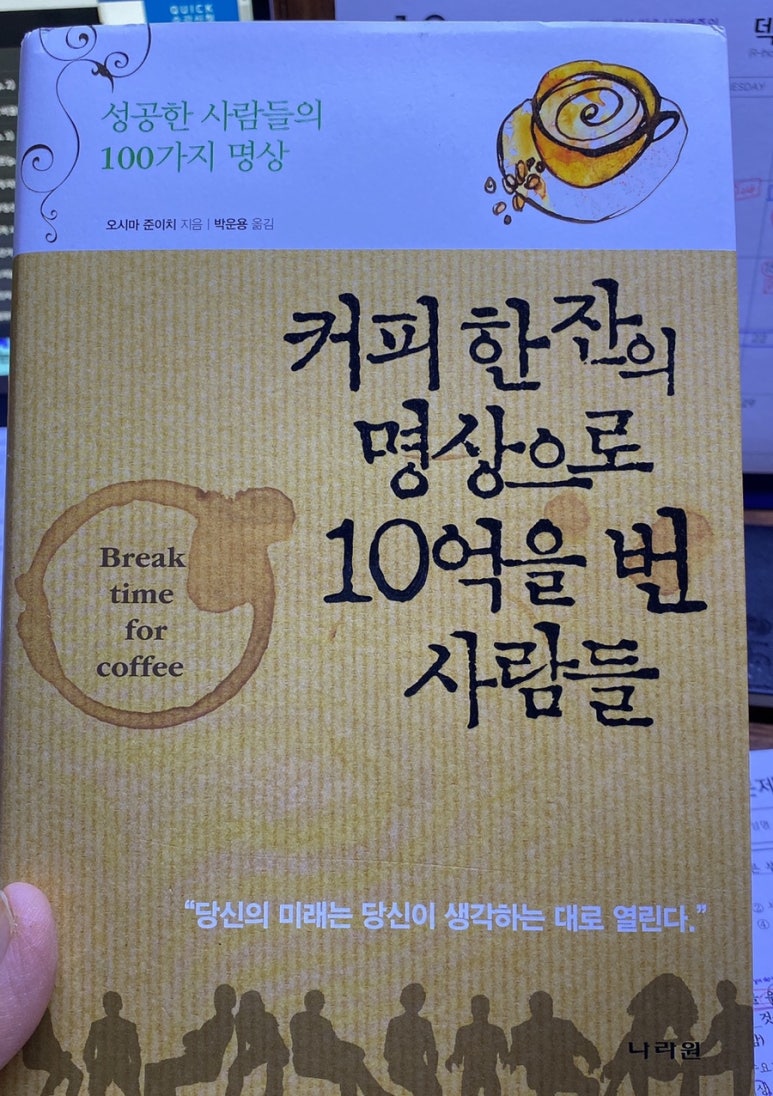 QUICK
성공한 사람들의
100가지 명상
오시마 준이치 지음 | 박운용 옮김
커피 한 잔의
명상으로
10억을 번
사람들
Break
time
for
coffee
“당신의 미래는 당신이 생각하는 대로 열린다.”
나라원